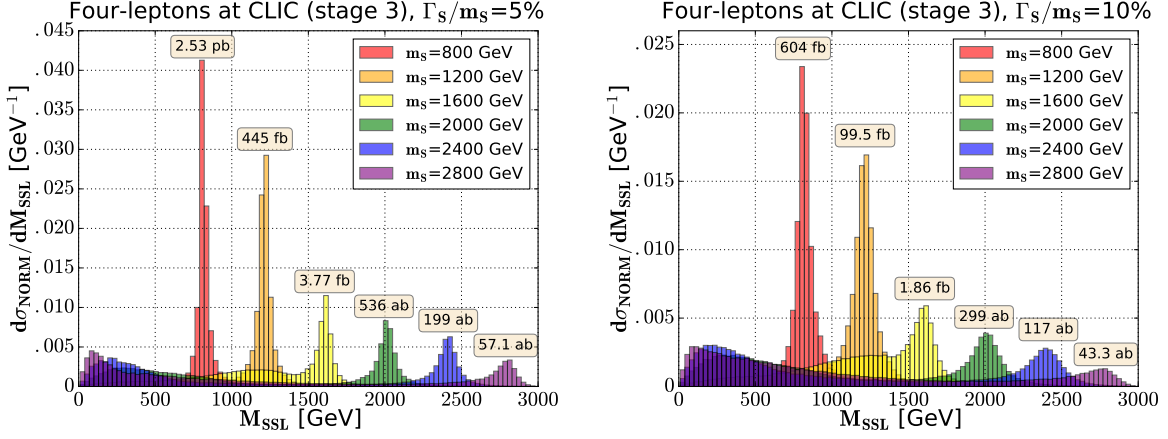 Four-leptons at CLIC (stage 3), Γ_S/m_S=5%
dσ_NORM/dM_SSL [GeV⁻¹]
.045
.040
.035
.030
.025
.020
.015
.010
.005
0
2.53 pb
445 fb
3.77 fb
536 ab
199 ab
57.1 ab
m_S=800 GeV
m_S=1200 GeV
m_S=1600 GeV
m_S=2000 GeV
m_S=2400 GeV
m_S=2800 GeV
0 500 1000 1500 2000 2500 3000
M_SSL [GeV]
Four-leptons at CLIC (stage 3), Γ_S/m_S=10%
dσ_NORM/dM_SSL [GeV⁻¹]
.025
.020
.015
.010
.005
0
604 fb
99.5 fb
1.86 fb
299 ab
117 ab
43.3 ab
m_S=800 GeV
m_S=1200 GeV
m_S=1600 GeV
m_S=2000 GeV
m_S=2400 GeV
m_S=2800 GeV
0 500 1000 1500 2000 2500 3000
M_SSL [GeV]